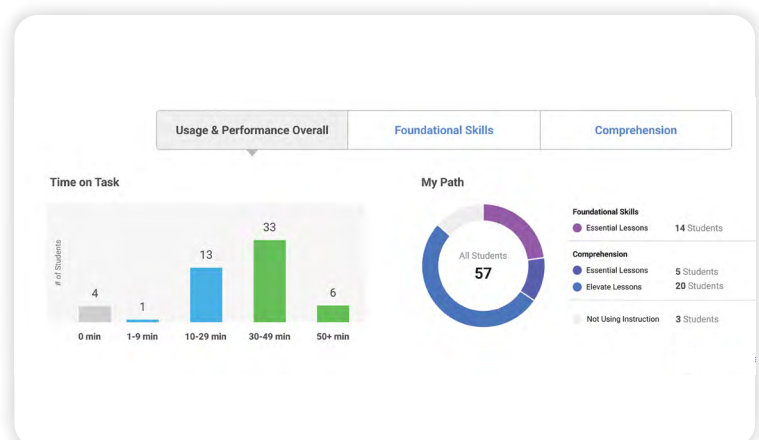 Usage & Performance Overall
Foundational Skills
Comprehension
Time on Task
# of Students
4
1
13
33
6
0 min
1-9 min
10-29 min
30-49 min
50+ min
My Path
All Students
57
Foundational Skills
Essential Lessons 14 Students
Comprehension
Essential Lessons 5 Students
Elevate Lessons 20 Students
Not Using Instruction 3 Students